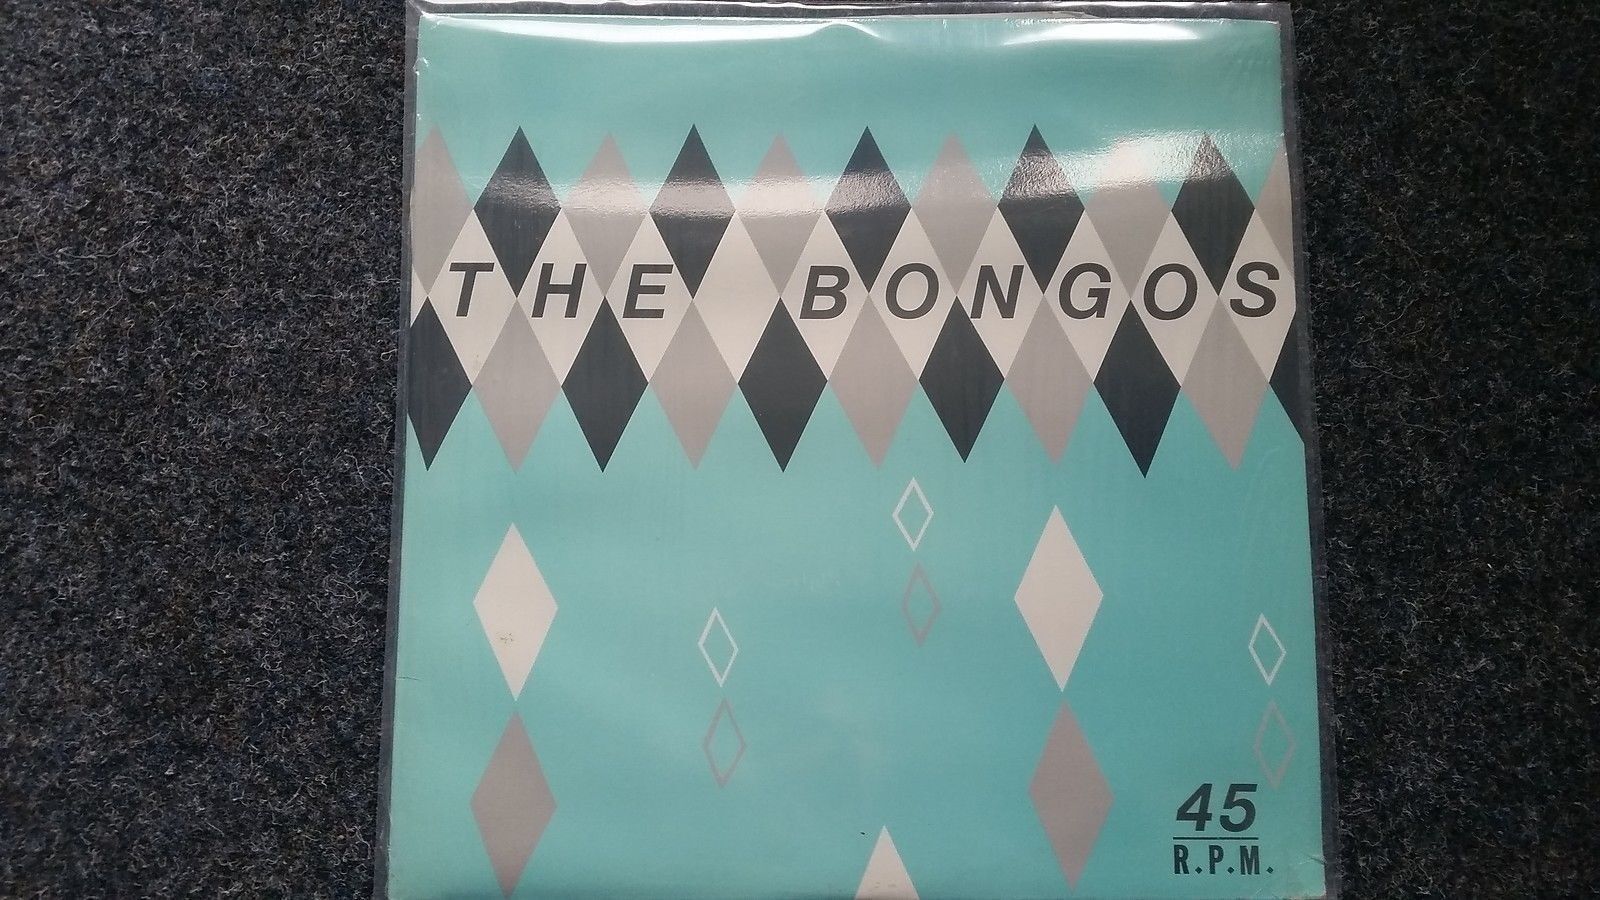 THE BONGOS
45
R.P.M.